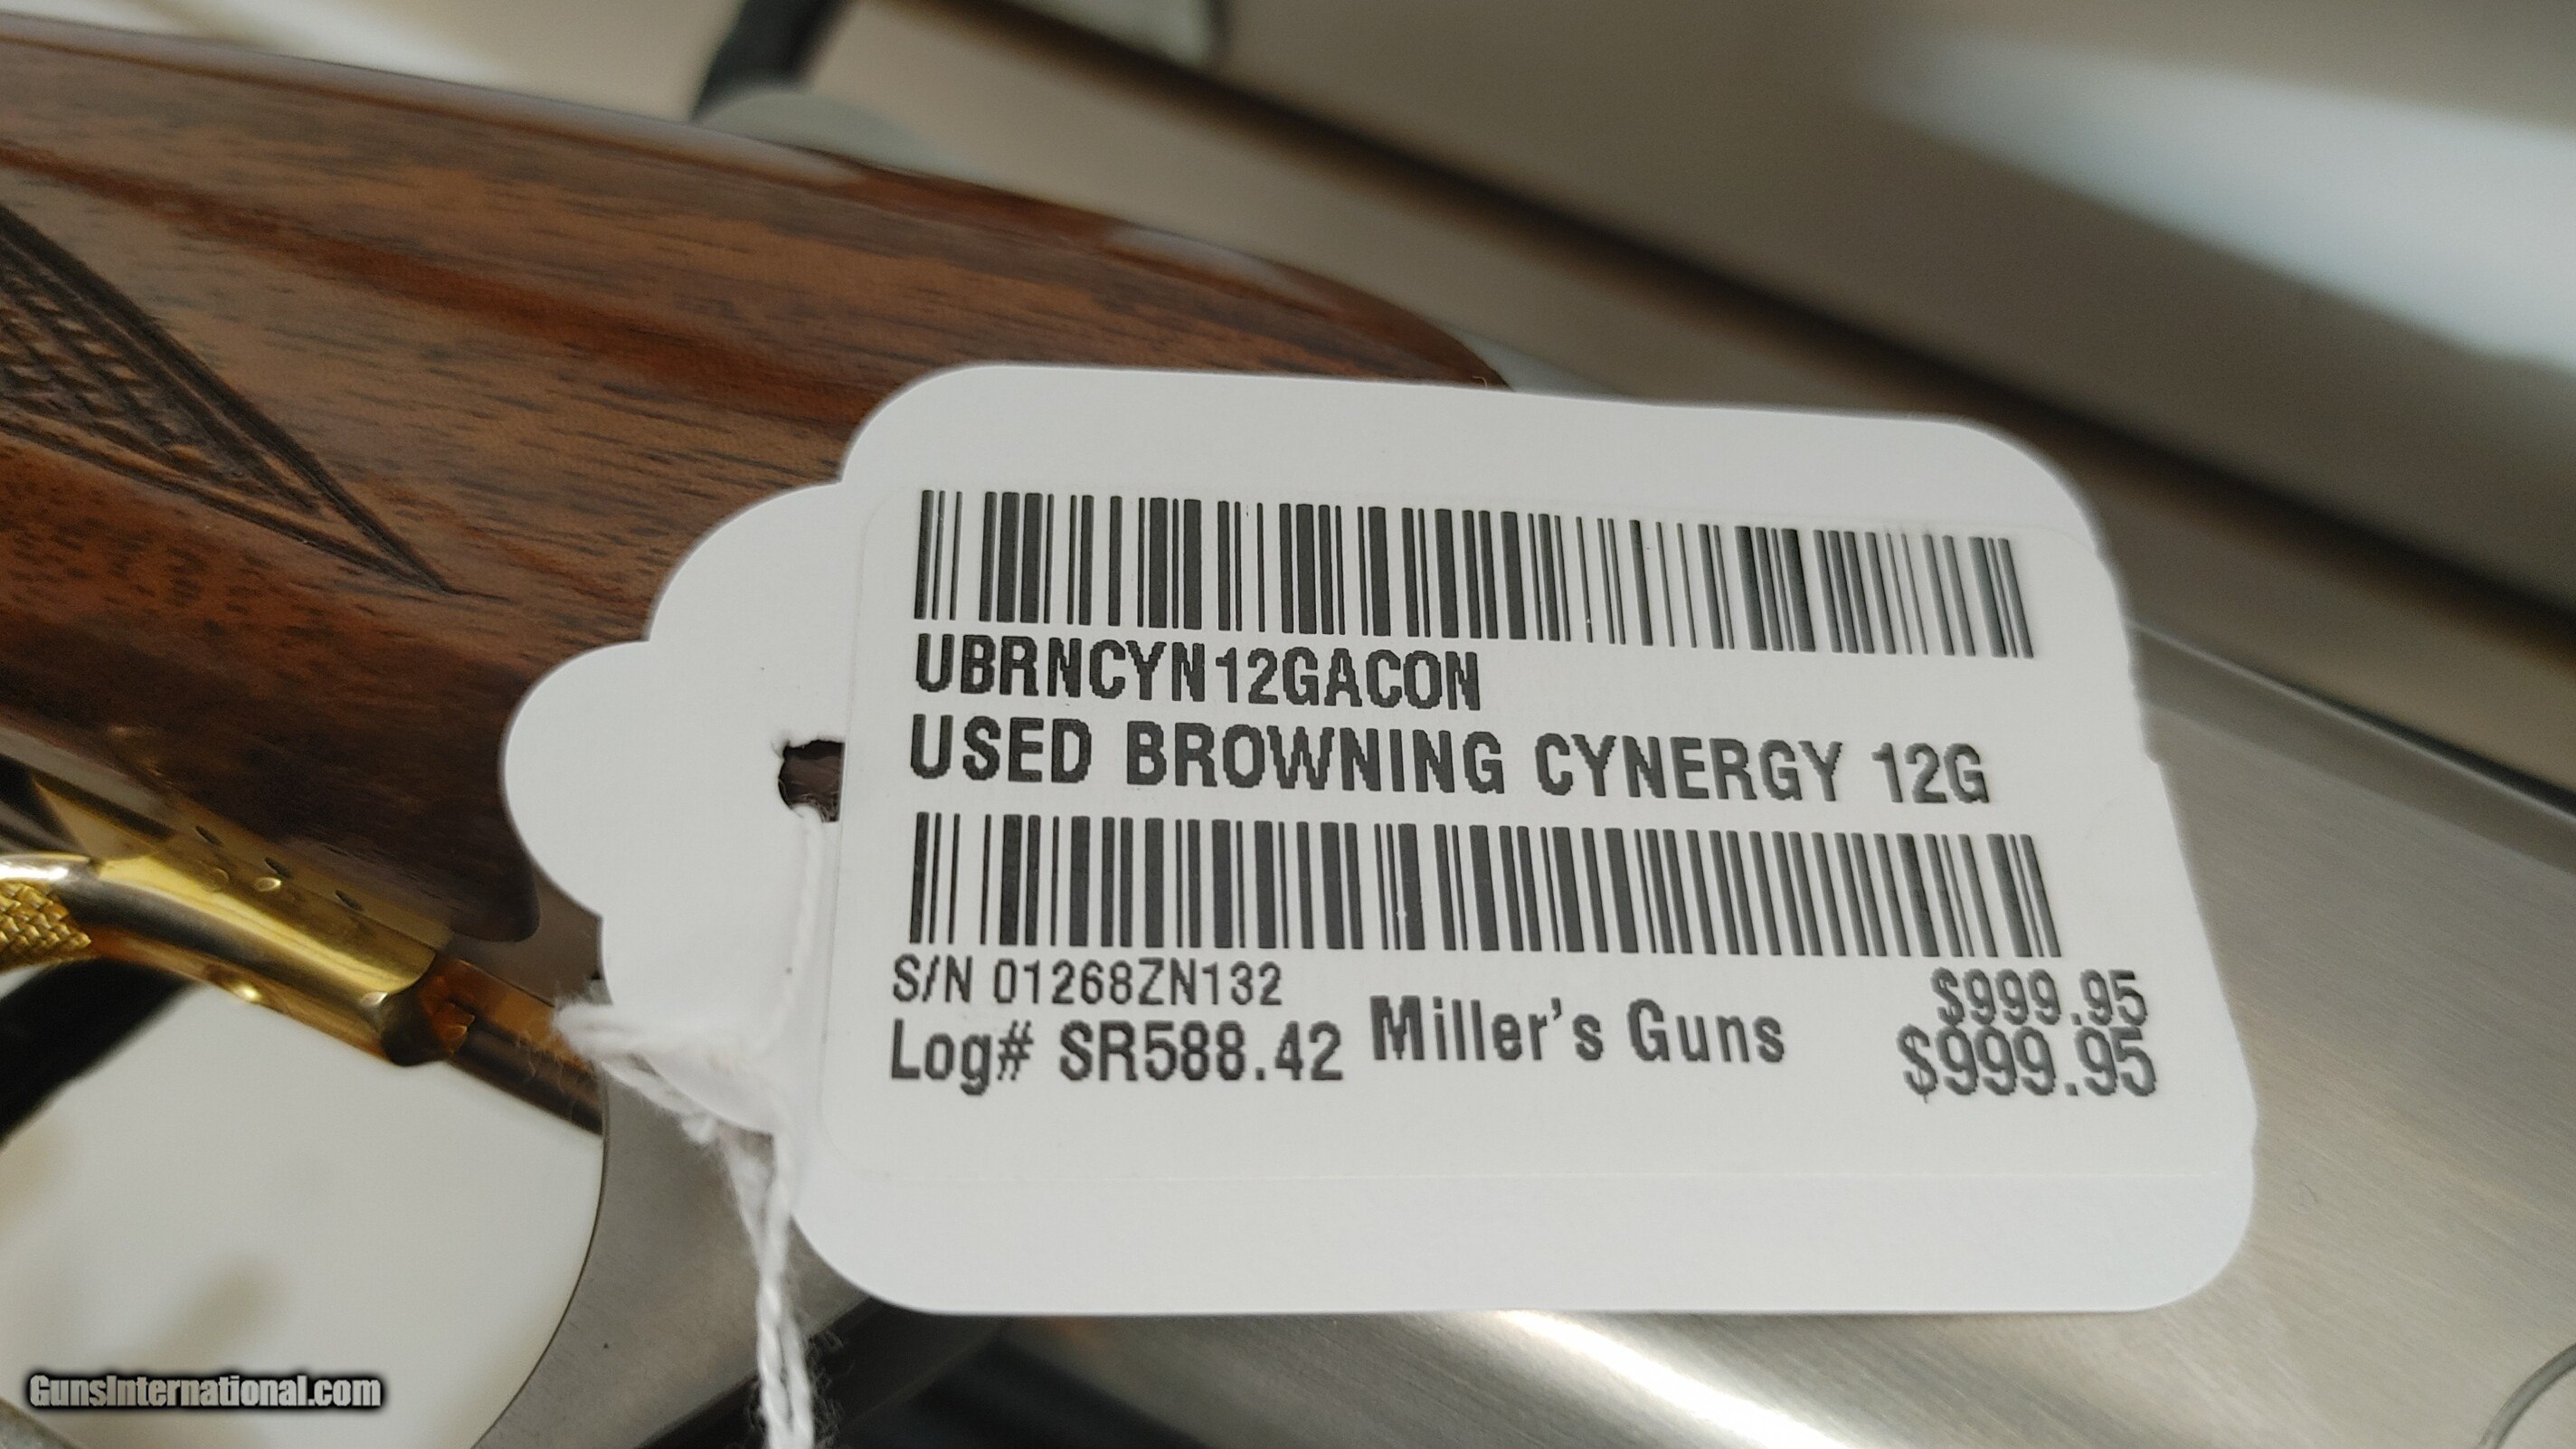 UBRNCYN12GACON
USED BROWNING CYNERGY 12G
S/N 01268ZN132
$999.95
Log# SR588.42
Miller's Guns
$999.95
GunsInternational.com